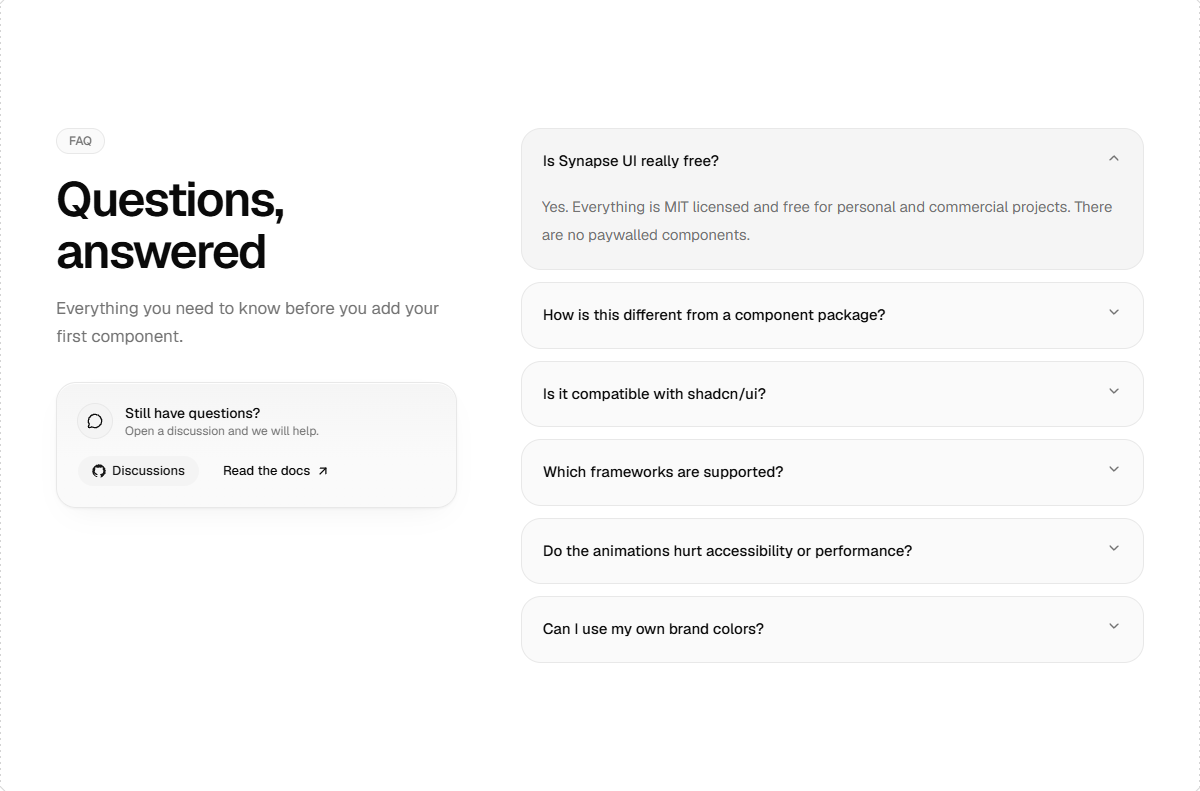 FAQ
Questions,
answered
Everything you need to know before you add your
first component.
Still have questions?
Open a discussion and we will help.
Discussions
Read the docs
Is Synapse UI really free?
Yes. Everything is MIT licensed and free for personal and commercial projects. There
are no paywalled components.
How is this different from a component package?
Is it compatible with shadcn/ui?
Which frameworks are supported?
Do the animations hurt accessibility or performance?
Can I use my own brand colors?